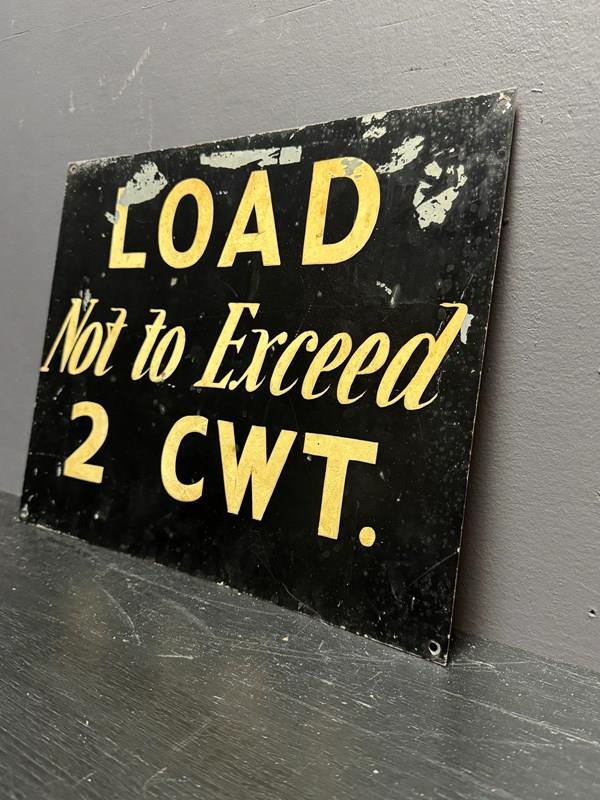 LOAD
Not to Exceed
2 CWT.